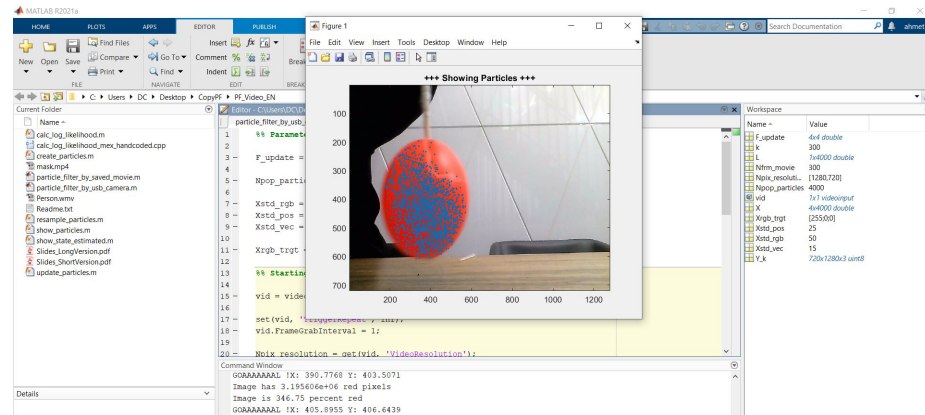 MATLAB R2021a
HOME PLOTS APPS EDITOR PUBLISH
Search Documentation
ahmet
New Open Save
Find Files
Compare
Print
Go To
Find
Insert fx
Comment %
Indent
Break
FILE NAVIGATE EDIT BREAK
C: Users DC Desktop CopyPF PF_Video_EN
Current Folder
Name
calc_log_likelihood.m
calc_log_likelihood_mex_handcoded.cpp
create_particles.m
mask.mp4
particle_filter_by_saved_movie.m
particle_filter_by_usb_camera.m
Person.wmv
Readme.txt
resample_particles.m
show_particles.m
show_state_estimated.m
Slides_LongVersion.pdf
Slides_ShortVersion.pdf
update_particles.m
Details
Editor - C:\Users\DC\De
particle_filter_by_usb_
1 %% Paramete
2
3 - F_update =
4
5 - Npop_parti
6
7 - Xstd_rgb =
8 - Xstd_pos =
9 - Xstd_vec =
10
11 - Xrgb_trgt =
12
13 %% Starting
14
15 - vid = vide
16
17 - set(vid, 'TriggerRepeat', Inf);
18 - vid.FrameGrabInterval = 1;
19
20 - Npix_resolution = get(vid, 'VideoResolution');
Figure 1
File Edit View Insert Tools Desktop Window Help
+++ Showing Particles +++
100
200
300
400
500
600
700
200 400 600 800 1000 1200
Command Window
GOAAAAAAAL !X: 390.7768 Y: 403.5071
Image has 3.195606e+06 red pixels
Image is 346.75 percent red
GOAAAAAAAL !X: 405.8955 Y: 406.6439
Workspace
Name Value
F_update 4x4 double
k 300
L 1x4000 double
Nfrm_movie 300
Npix_resoluti... [1280,720]
Npop_particles 4000
vid 1x1 videoinput
X 4x4000 double
Xrgb_trgt [255;0;0]
Xstd_pos 25
Xstd_rgb 50
Xstd_vec 15
Y_k 720x1280x3 uint8